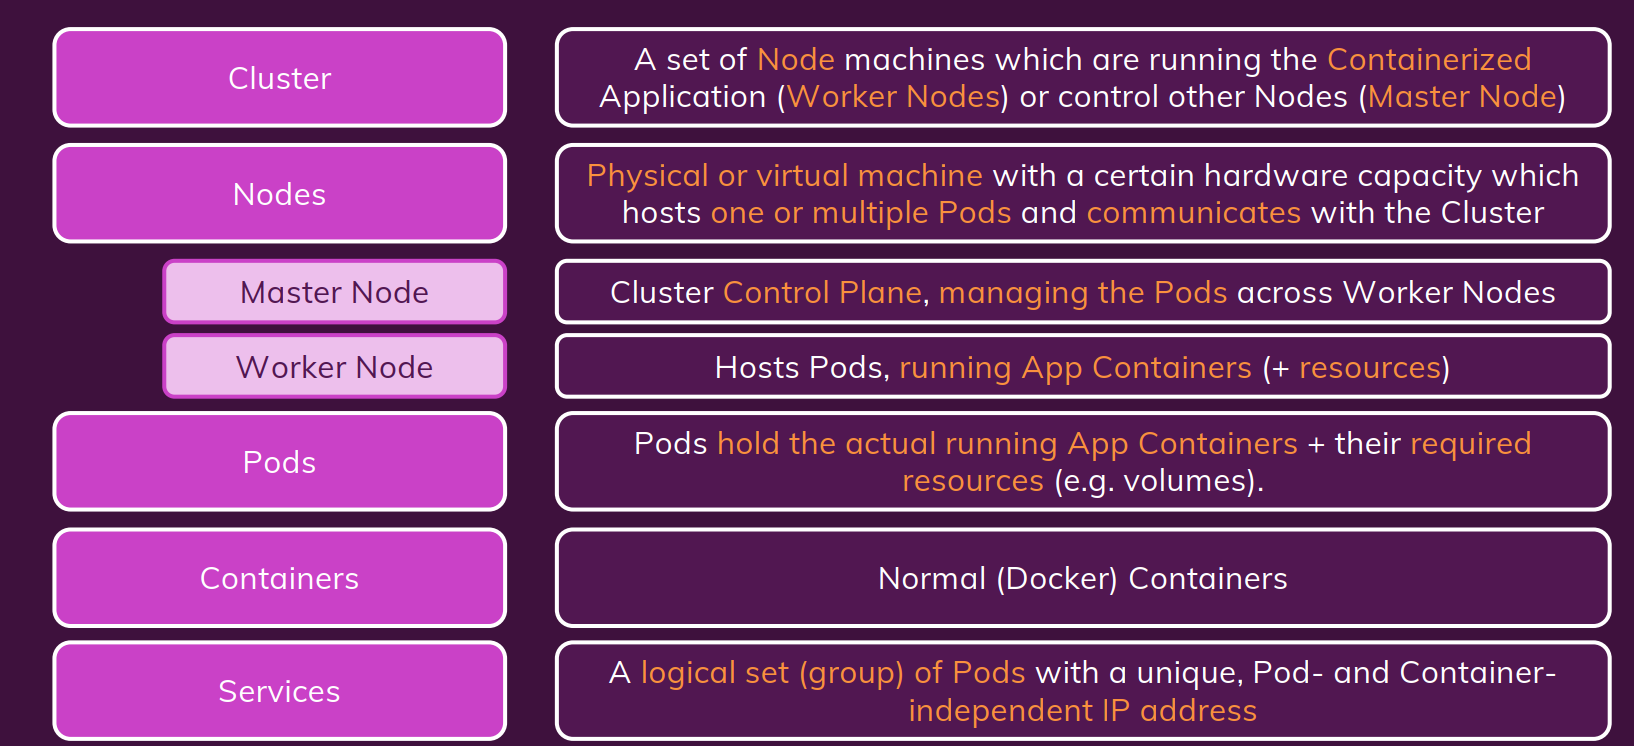 Cluster
A set of Node machines which are running the Containerized
Application (Worker Nodes) or control other Nodes (Master Node)
Nodes
Physical or virtual machine with a certain hardware capacity which
hosts one or multiple Pods and communicates with the Cluster
Master Node
Cluster Control Plane, managing the Pods across Worker Nodes
Worker Node
Hosts Pods, running App Containers (+ resources)
Pods
Pods hold the actual running App Containers + their required
resources (e.g. volumes).
Containers
Normal (Docker) Containers
Services
A logical set (group) of Pods with a unique, Pod- and Container-
independent IP address